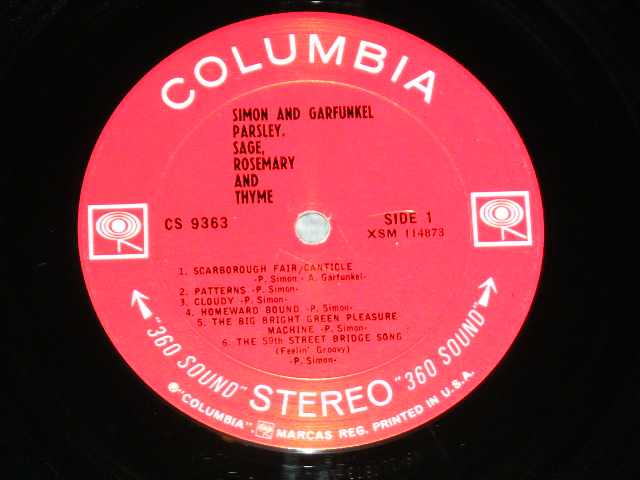 COLUMBIA
SIMON AND GARFUNKEL
PARSLEY,
SAGE,
ROSEMARY
AND
THYME
CS 9363
SIDE 1
XSM 114873
1. SCARBOROUGH FAIR/CANTICLE
-P. Simon - A. Garfunkel-
2. PATTERNS -P. Simon-
3. CLOUDY -P. Simon-
4. HOMEWARD BOUND -P. Simon-
5. THE BIG BRIGHT GREEN PLEASURE
MACHINE -P. Simon-
6. THE 59th STREET BRIDGE SONG
(Feelin' Groovy)
-P. Simon-
"360 SOUND" STEREO "360 SOUND"
℗"COLUMBIA", MARCAS REG. PRINTED IN U.S.A.